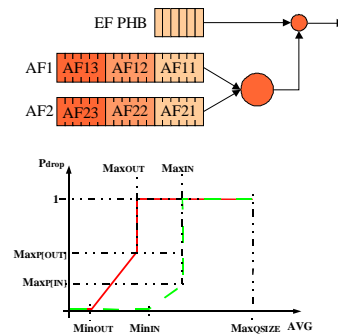 EF PHB
AF1 AF13 AF12 AF11
AF2 AF23 AF22 AF21
Pdrop
MaxOUT MaxIN
1
MaxP[OUT]
MaxP[IN]
MinOUT MinIN MaxQSIZE AVG